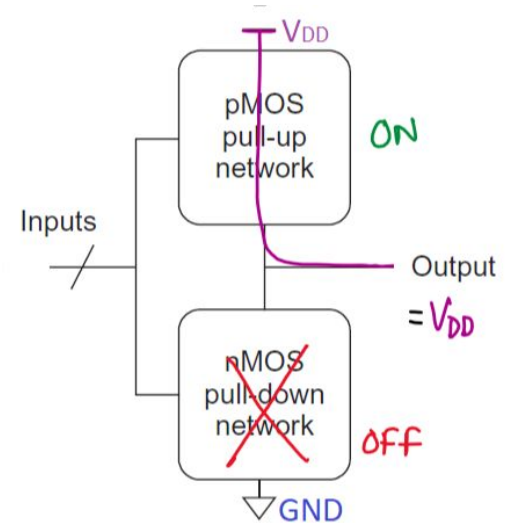 VDD
pMOS
pull-up
network
ON
Inputs
Output
= VDD
nMOS
pull-down
network
OFF
GND